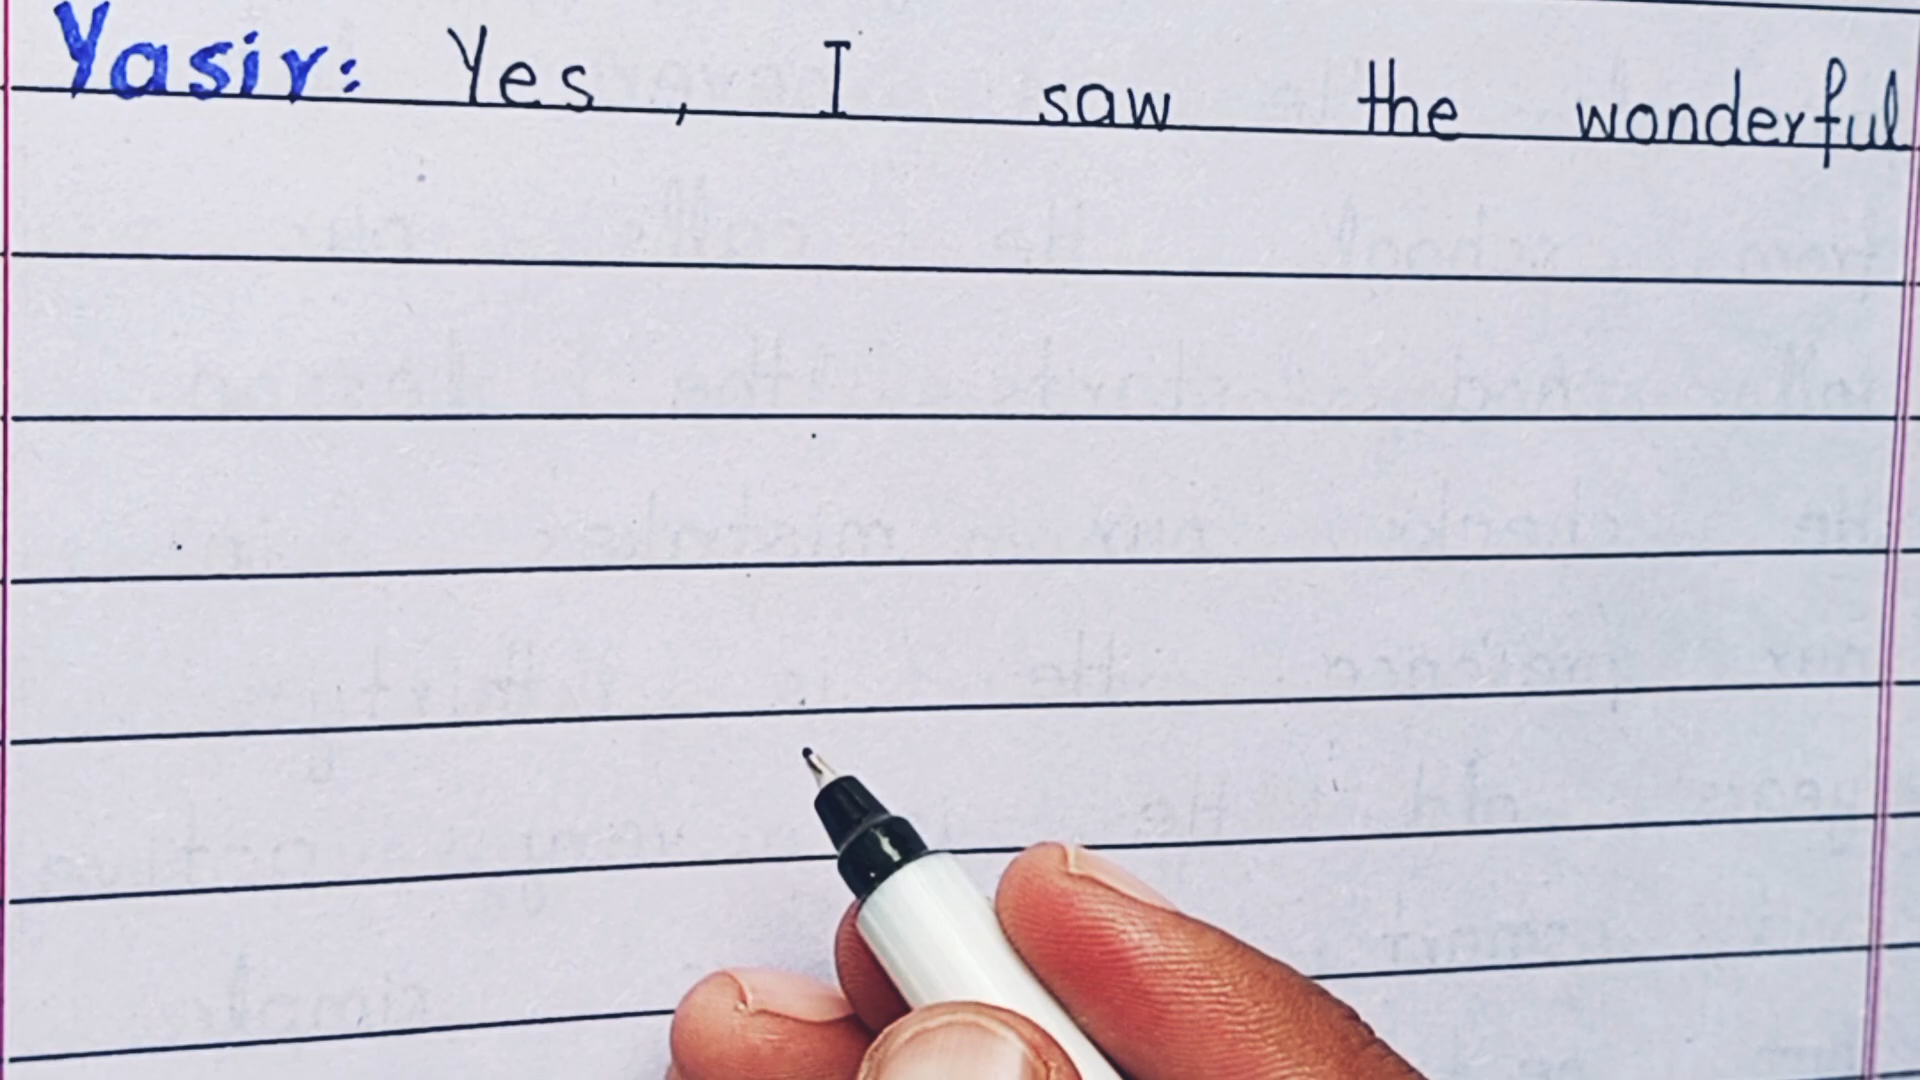 Yasir: Yes, I saw the wonderful